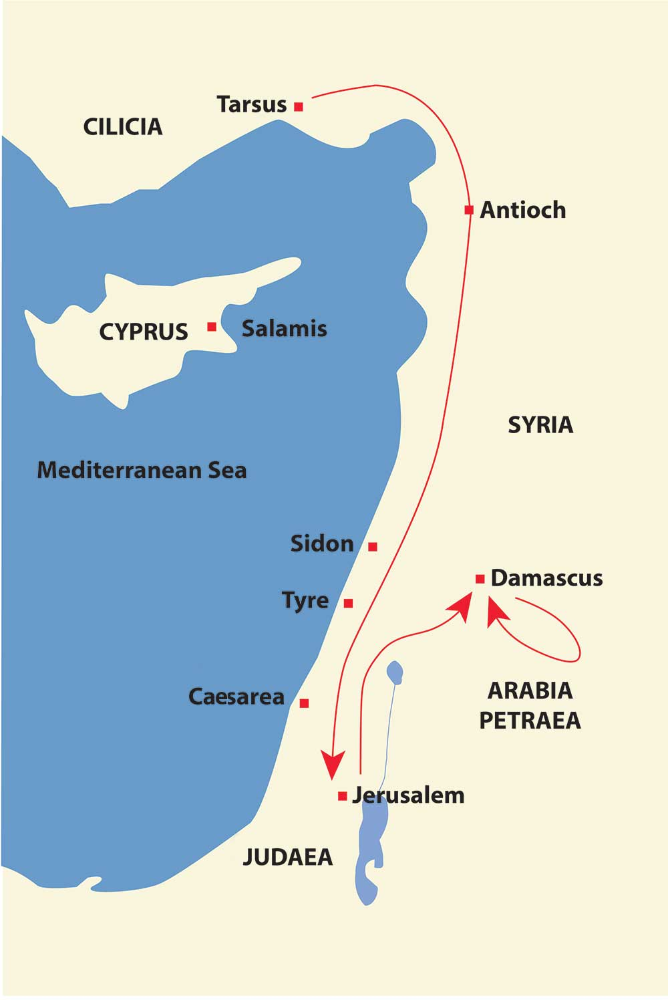 Tarsus
CILICIA
Antioch
CYPRUS
Salamis
SYRIA
Mediterranean Sea
Sidon
Damascus
Tyre
ARABIA
PETRAEA
Caesarea
Jerusalem
JUDAEA